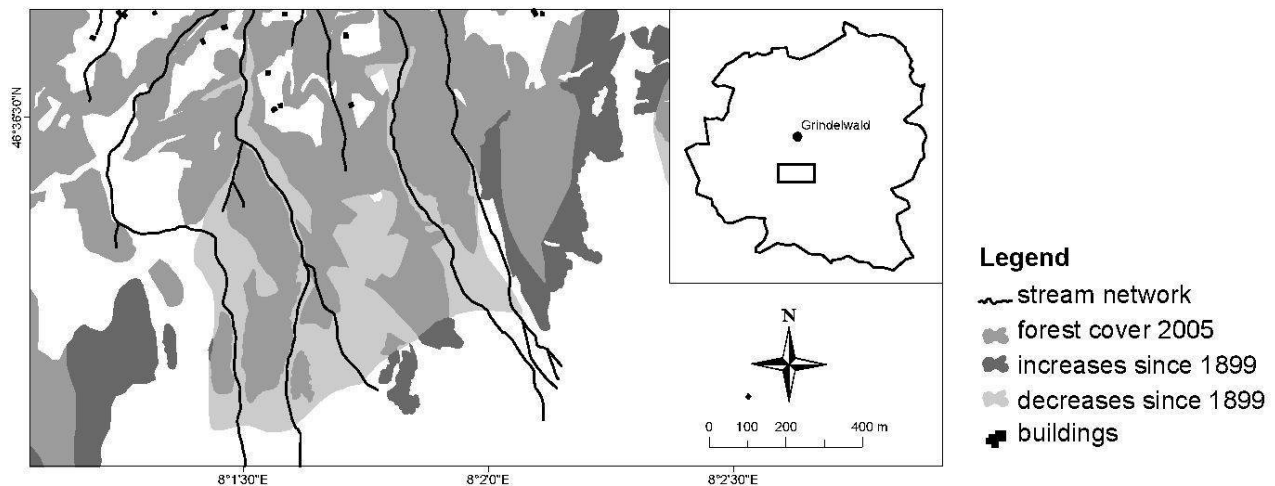 46°36'30"N
Grindelwald
N
0 100 200 400 m
8°1'30"E
8°2'0"E
8°2'30"E
Legend
stream network
forest cover 2005
increases since 1899
decreases since 1899
buildings